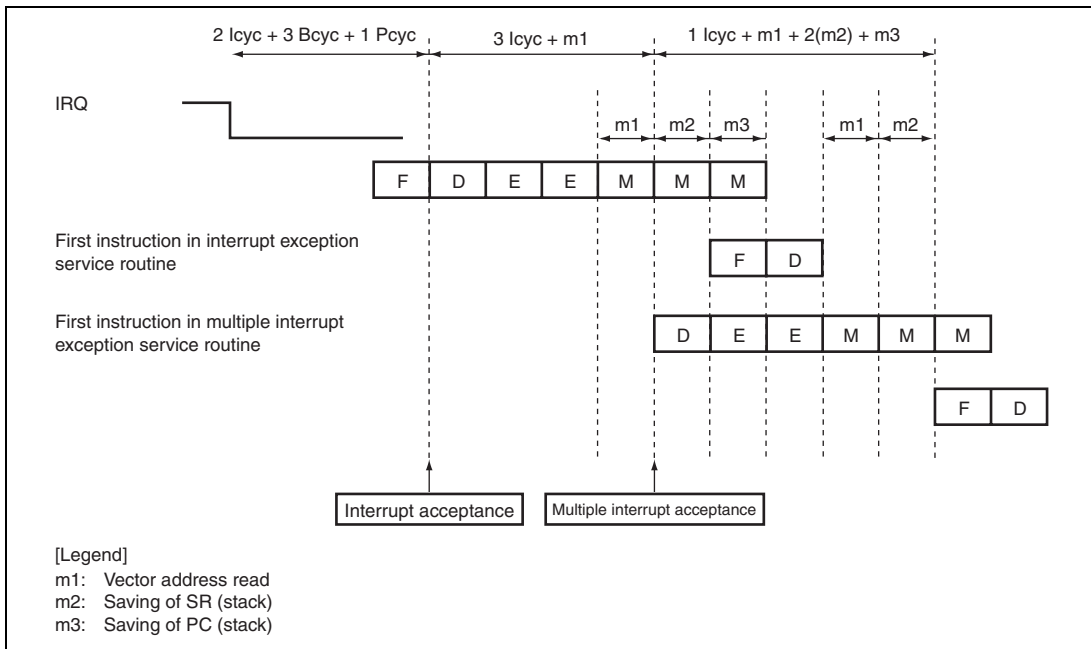 2 Icyc + 3 Bcyc + 1 Pcyc 3 Icyc + m1 1 Icyc + m1 + 2(m2) + m3
IRQ
m1 m2 m3 m1 m2
F D E E M M M
First instruction in interrupt exception
service routine
F D
First instruction in multiple interrupt
exception service routine
D E E M M M
F D
Interrupt acceptance Multiple interrupt acceptance
[Legend]
m1: Vector address read
m2: Saving of SR (stack)
m3: Saving of PC (stack)